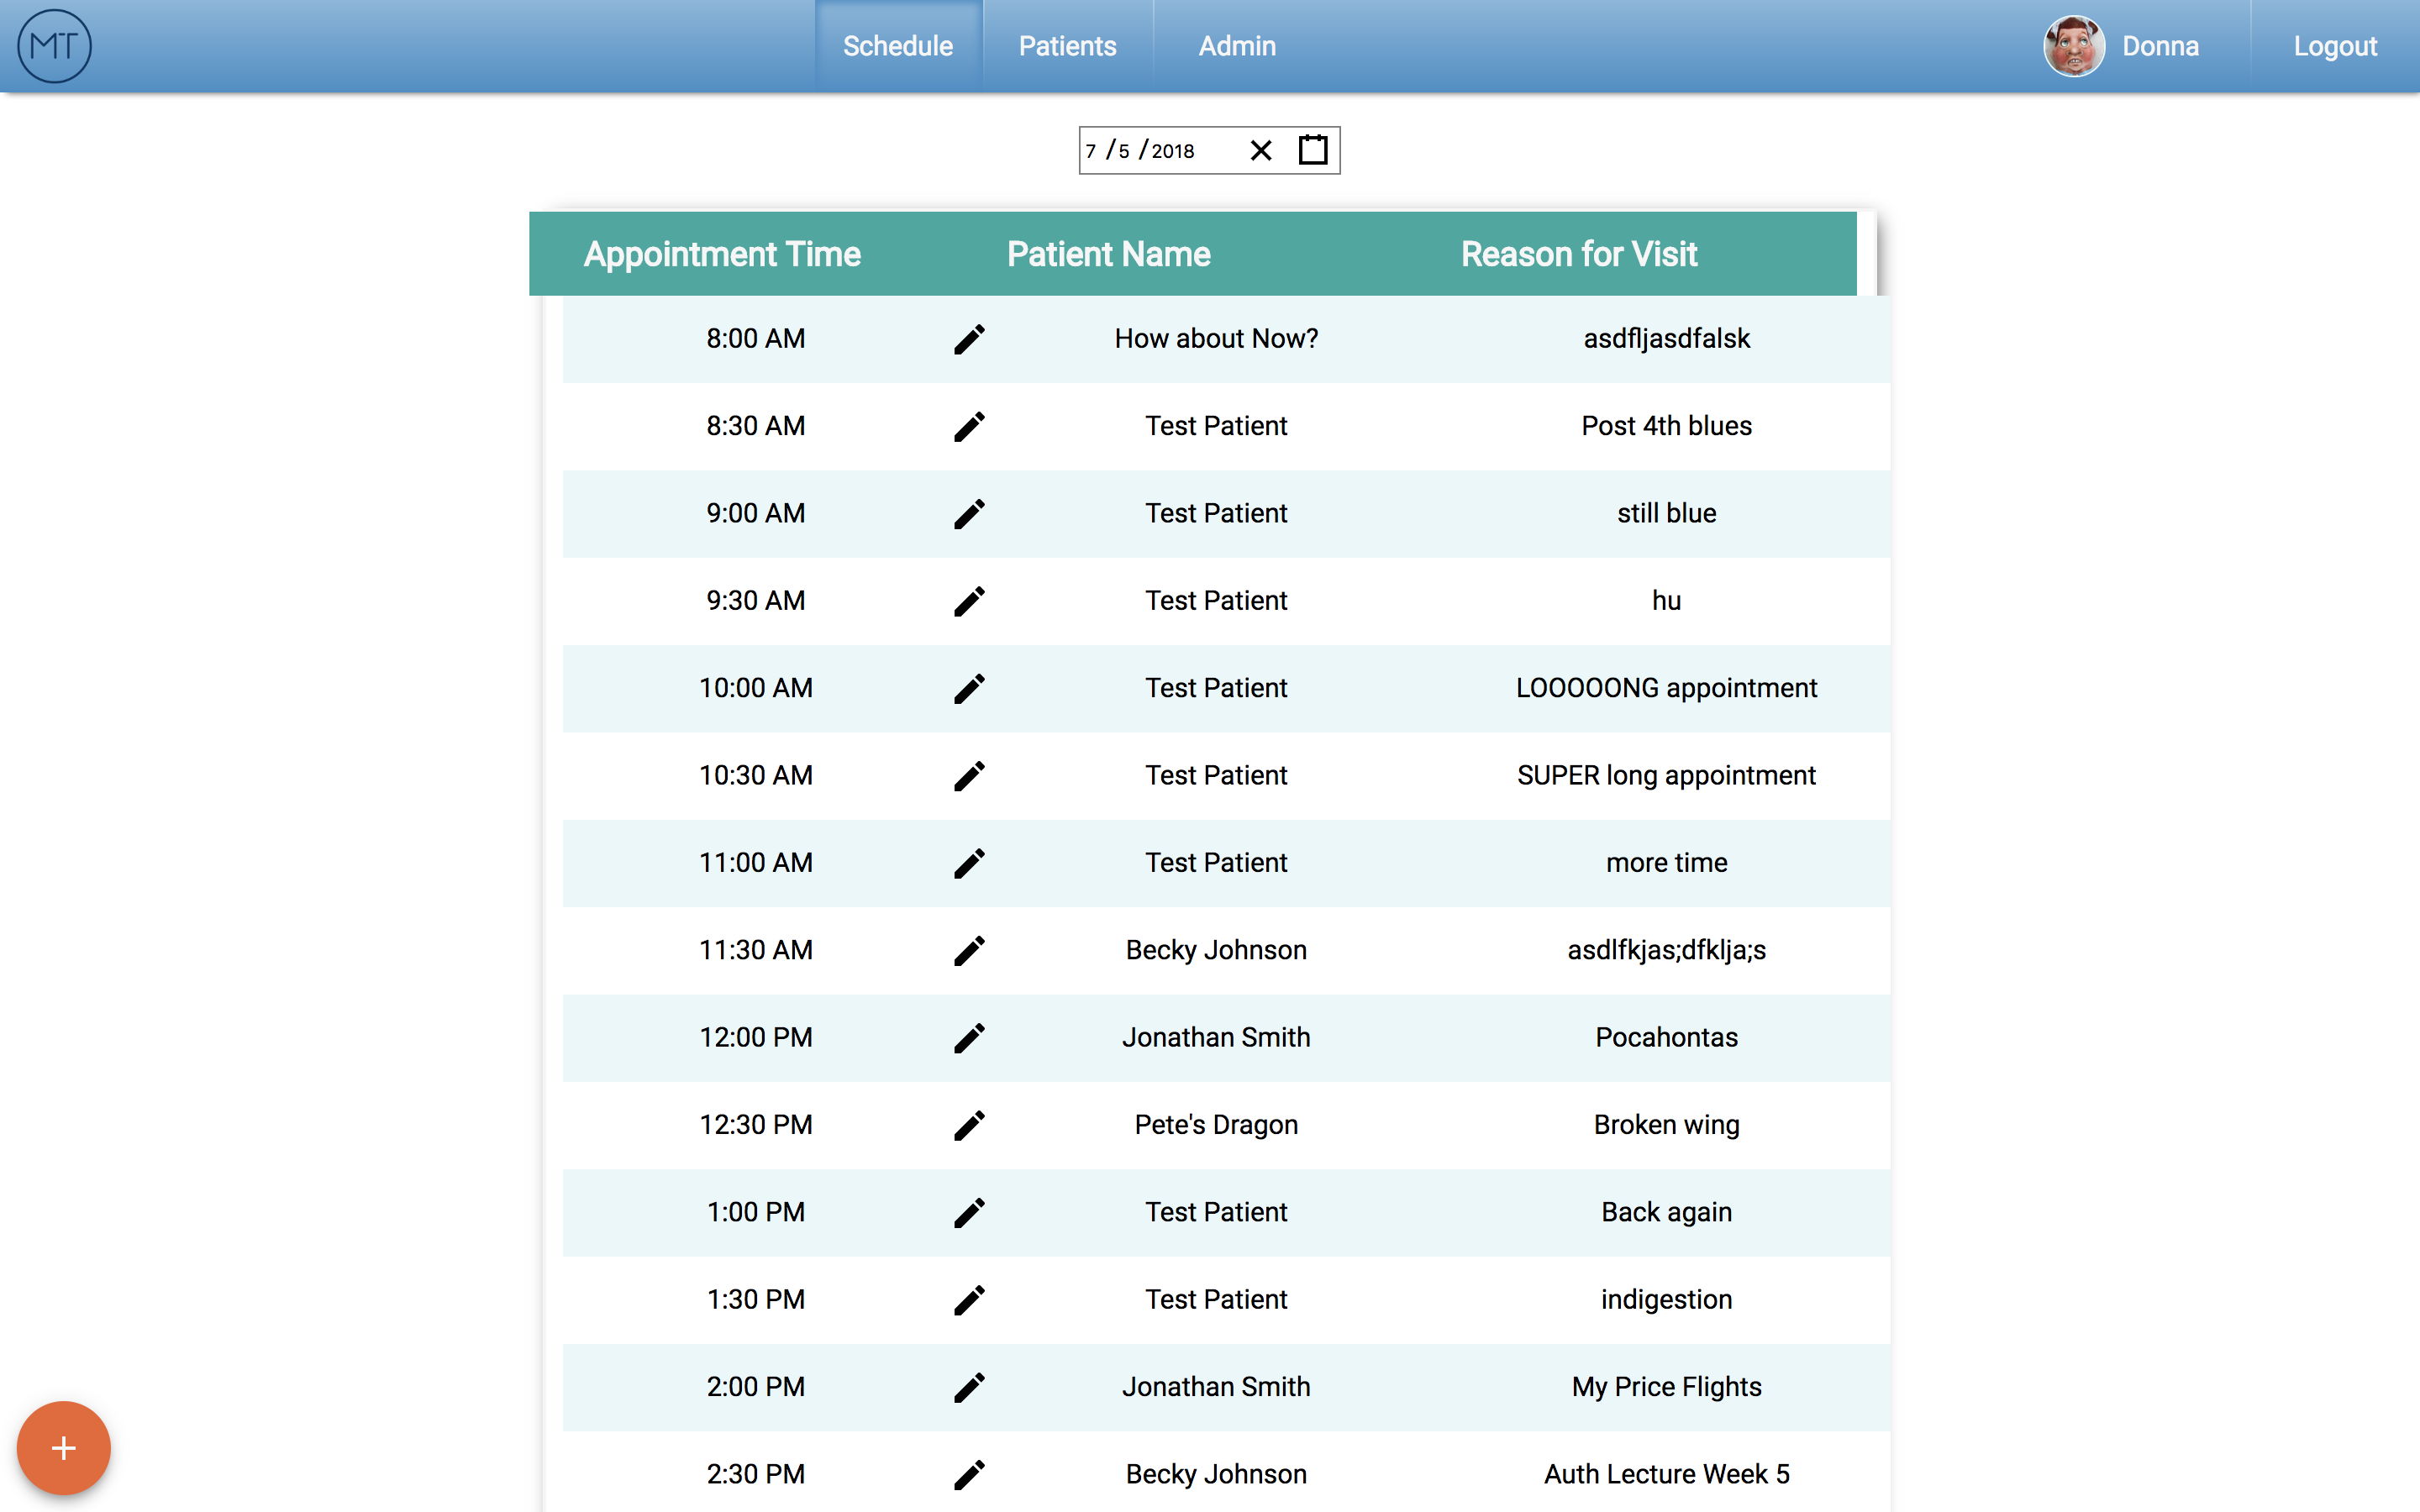 MT Schedule Patients Admin Donna Logout
7 /5 /2018
Appointment Time Patient Name Reason for Visit
8:00 AM How about Now? asdfljasdfalsk
8:30 AM Test Patient Post 4th blues
9:00 AM Test Patient still blue
9:30 AM Test Patient hu
10:00 AM Test Patient LOOOOONG appointment
10:30 AM Test Patient SUPER long appointment
11:00 AM Test Patient more time
11:30 AM Becky Johnson asdlfkjas;dfklja;s
12:00 PM Jonathan Smith Pocahontas
12:30 PM Pete's Dragon Broken wing
1:00 PM Test Patient Back again
1:30 PM Test Patient indigestion
2:00 PM Jonathan Smith My Price Flights
2:30 PM Becky Johnson Auth Lecture Week 5